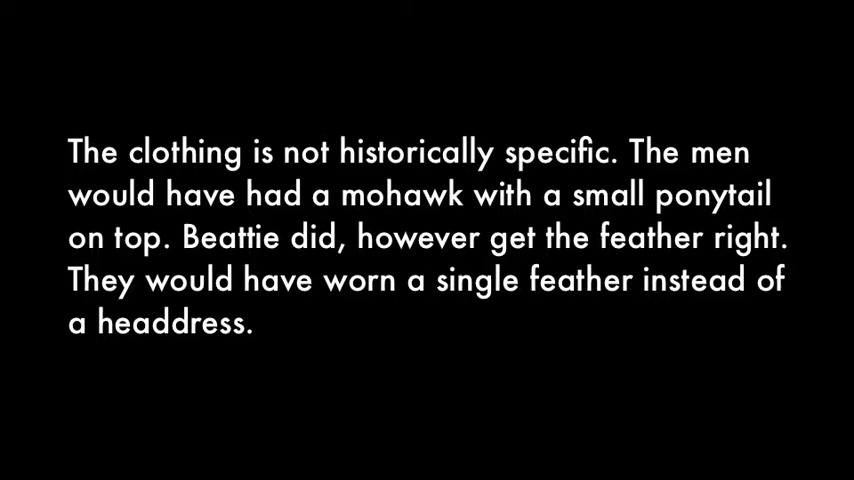 The clothing is not historically specific. The men
would have had a mohawk with a small ponytail
on top. Beattie did, however get the feather right.
They would have worn a single feather instead of
a headdress.